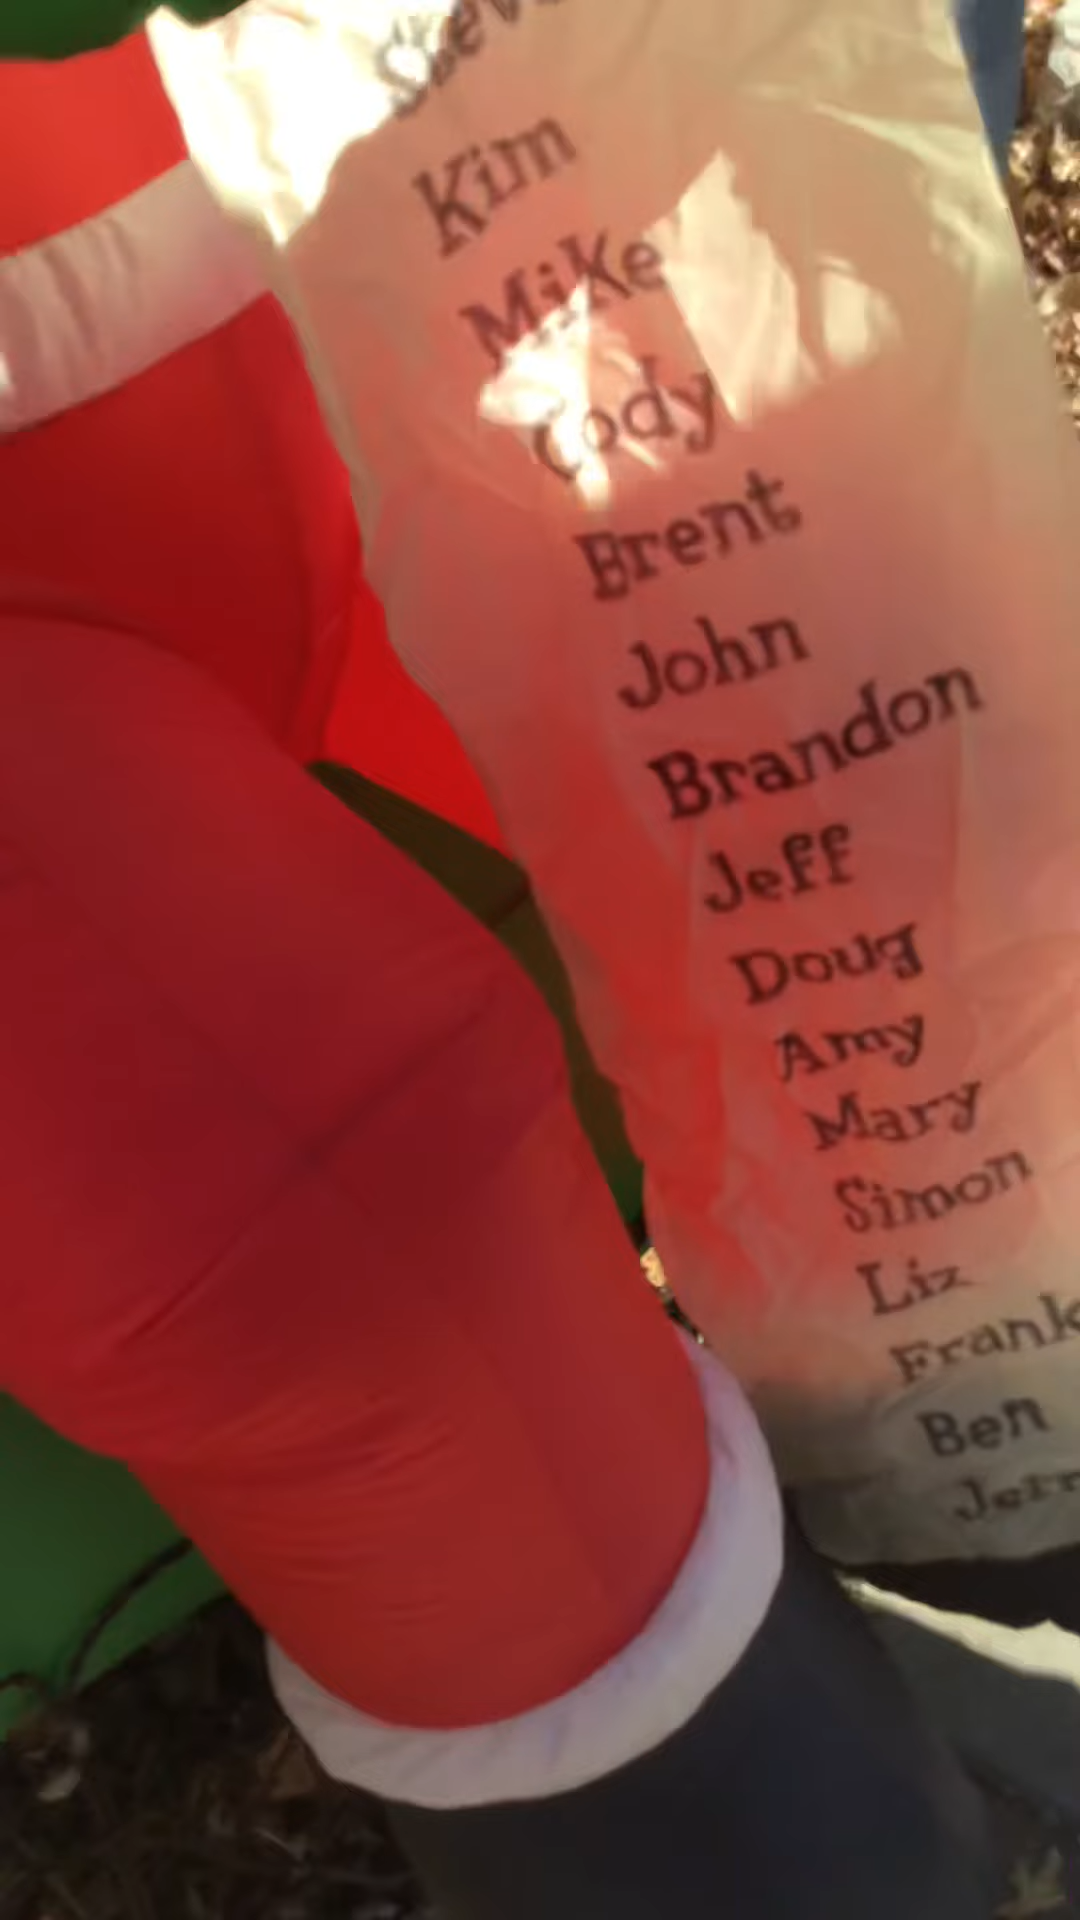 Kim
Mike
Cody
Brent
John
Brandon
Jeff
Doug
Amy
Mary
Simon
Liz
Frank
Ben